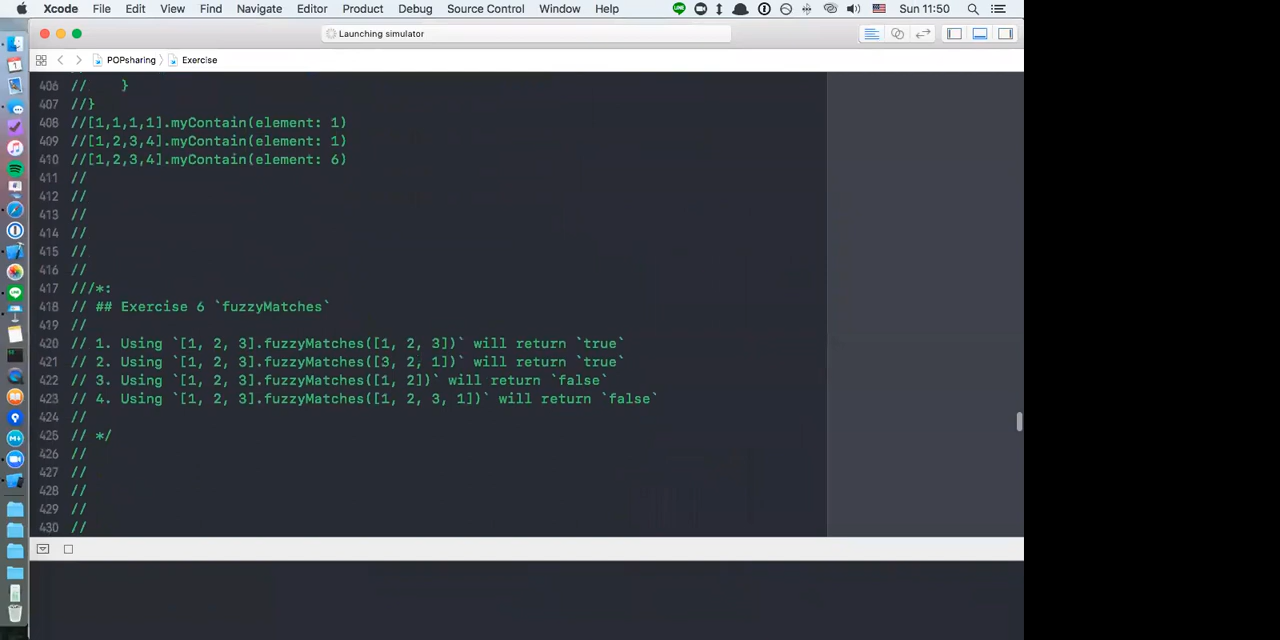 Xcode File Edit View Find Navigate Editor Product Debug Source Control Window Help Sun 11:50
Launching simulator
POPsharing Exercise
406 // }
407 //}
408 //[1,1,1,1].myContain(element: 1)
409 //[1,2,3,4].myContain(element: 1)
410 //[1,2,3,4].myContain(element: 6)
411 //
412 //
413 //
414 //
415 //
416 //
417 ///*:
418 // ## Exercise 6 `fuzzyMatches`
419 //
420 // 1. Using `[1, 2, 3].fuzzyMatches([1, 2, 3])` will return `true`
421 // 2. Using `[1, 2, 3].fuzzyMatches([3, 2, 1])` will return `true`
422 // 3. Using `[1, 2, 3].fuzzyMatches([1, 2])` will return `false`
423 // 4. Using `[1, 2, 3].fuzzyMatches([1, 2, 3, 1])` will return `false`
424 //
425 // */
426 //
427 //
428 //
429 //
430 //